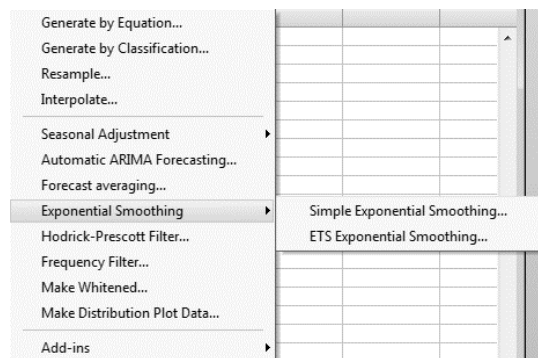 Generate by Equation...
Generate by Classification...
Resample...
Interpolate...
Seasonal Adjustment
Automatic ARIMA Forecasting...
Forecast averaging...
Exponential Smoothing
Simple Exponential Smoothing...
ETS Exponential Smoothing...
Hodrick-Prescott Filter...
Frequency Filter...
Make Whitened...
Make Distribution Plot Data...
Add-ins